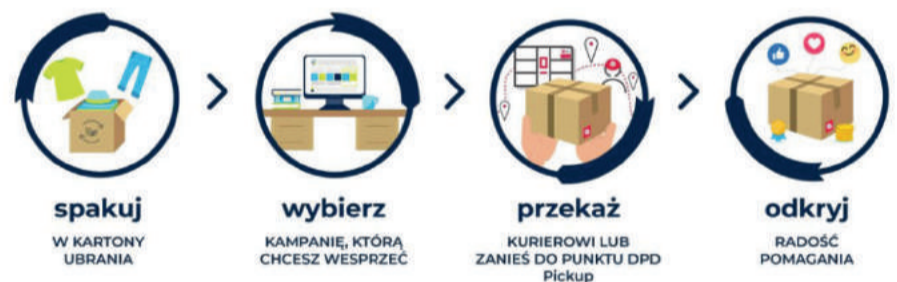 spakuj
W KARTONY
UBRANIA
wybierz
KAMPANIĘ, KTÓRĄ
CHCESZ WESPRZEĆ
przekaż
KURIEROWI LUB
ZANIEŚ DO PUNKTU DPD
Pickup
odkryj
RADOŚĆ
POMAGANIA